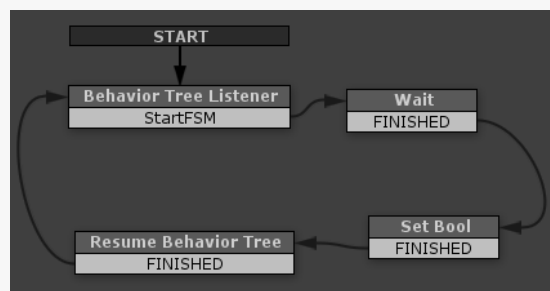 START
Behavior Tree Listener
StartFSM
Wait
FINISHED
Set Bool
FINISHED
Resume Behavior Tree
FINISHED